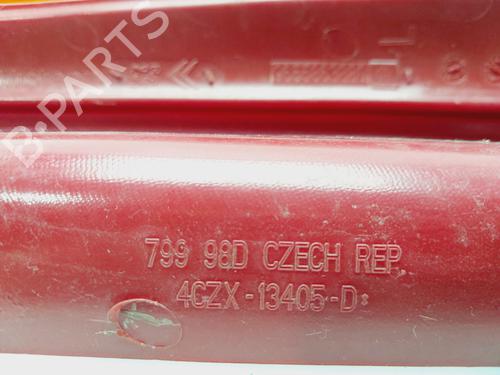 B-PARTS
799 98D CZECH REP.
4CZX-13405-D